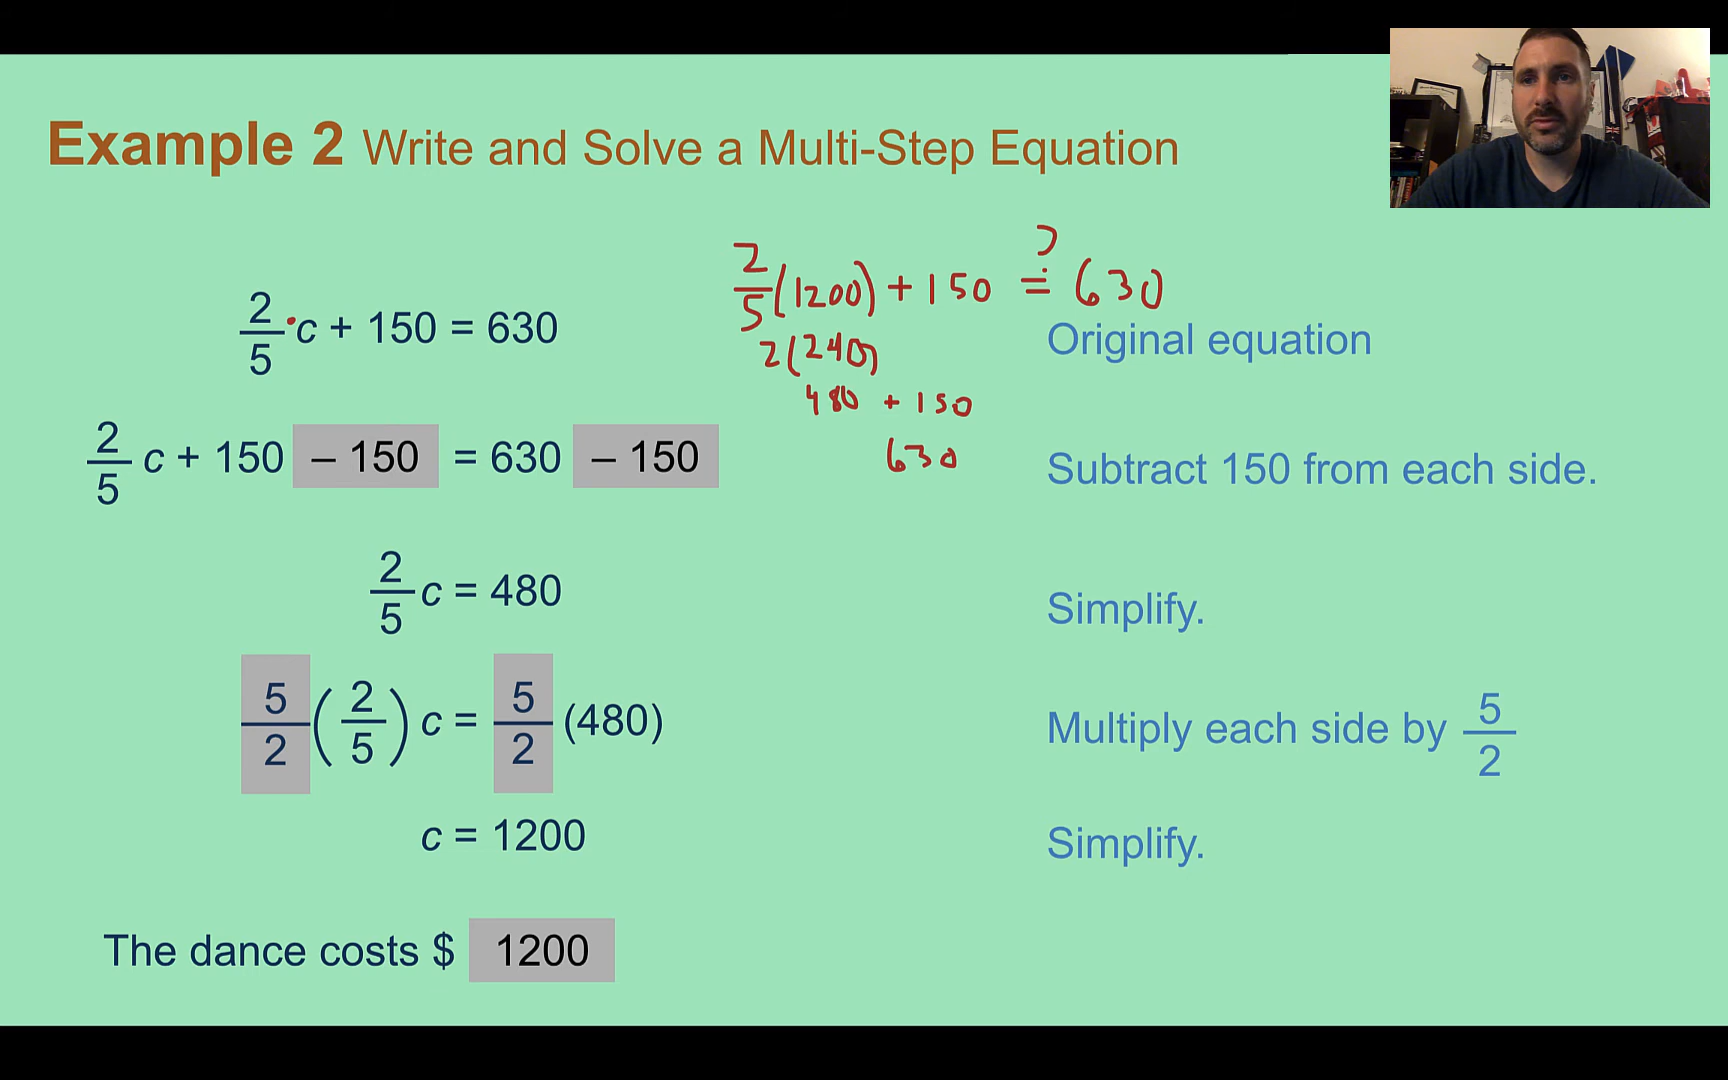 Example 2 Write and Solve a Multi-Step Equation
2/5 (1200) + 150 ≟ 630
2/5 • c + 150 = 630
Original equation
2(240)
480 + 150
630
2/5 c + 150 – 150 = 630 – 150
Subtract 150 from each side.
2/5 c = 480
Simplify.
5/2 (2/5) c = 5/2 (480)
Multiply each side by 5/2
c = 1200
Simplify.
The dance costs $ 1200